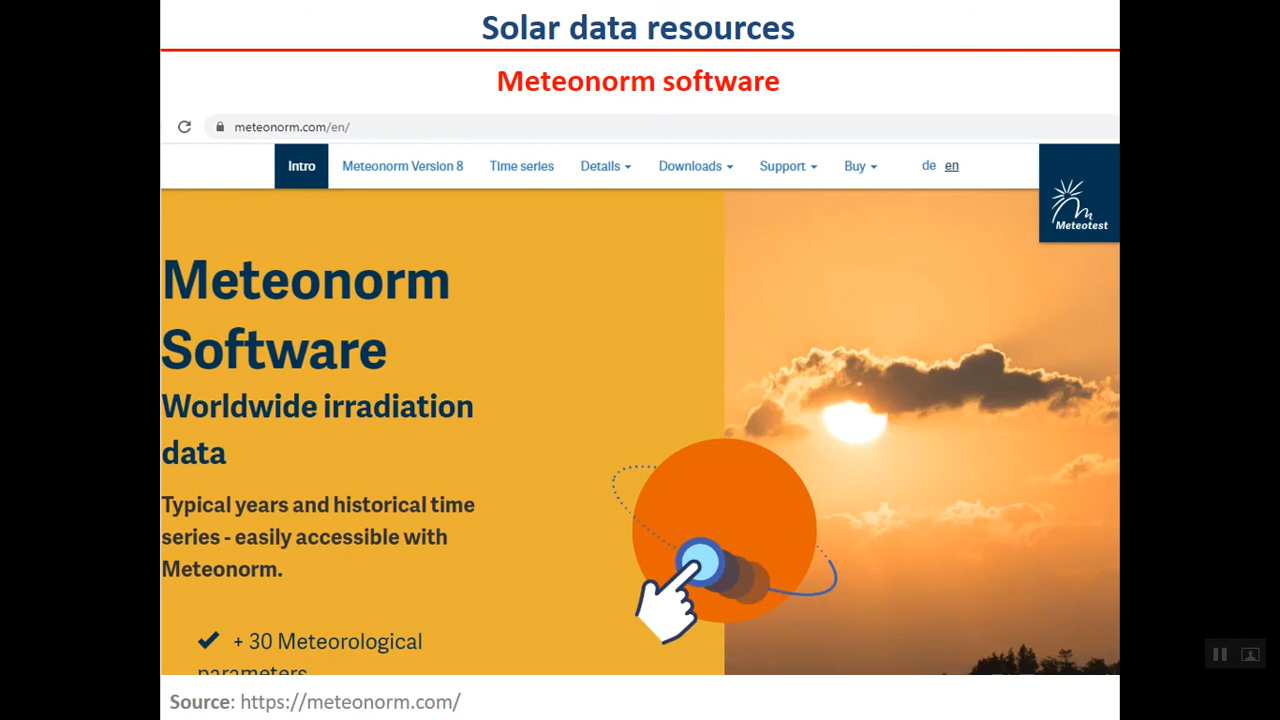 Solar data resources
Meteonorm software
meteonorm.com/en/
Intro Meteonorm Version 8 Time series Details Downloads Support Buy de en
Meteotest
Meteonorm
Software
Worldwide irradiation
data
Typical years and historical time
series - easily accessible with
Meteonorm.
+ 30 Meteorological
parameters
Source: https://meteonorm.com/